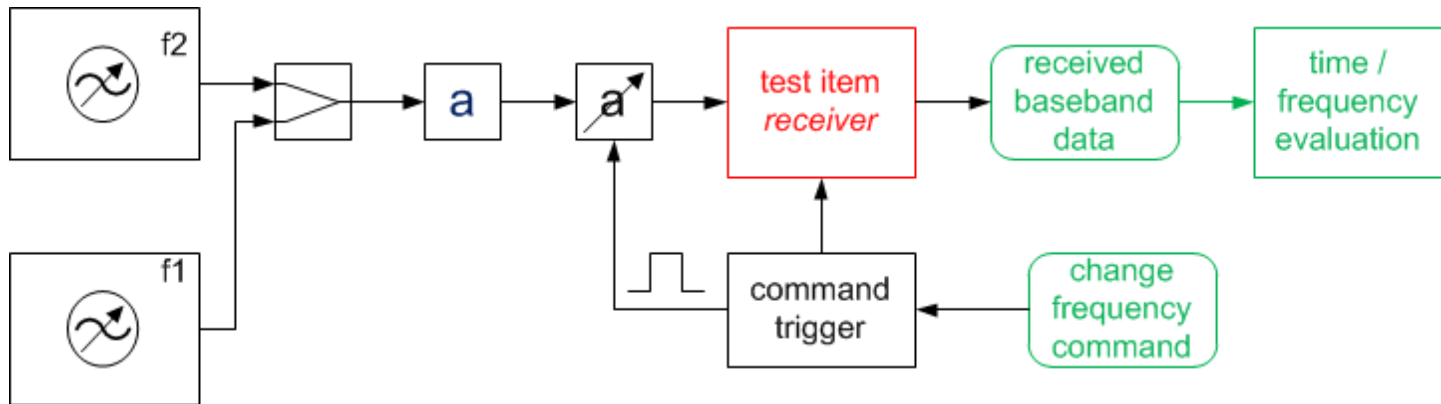 f2
a
a
test item
receiver
received
baseband
data
time /
frequency
evaluation
f1
command
trigger
change
frequency
command